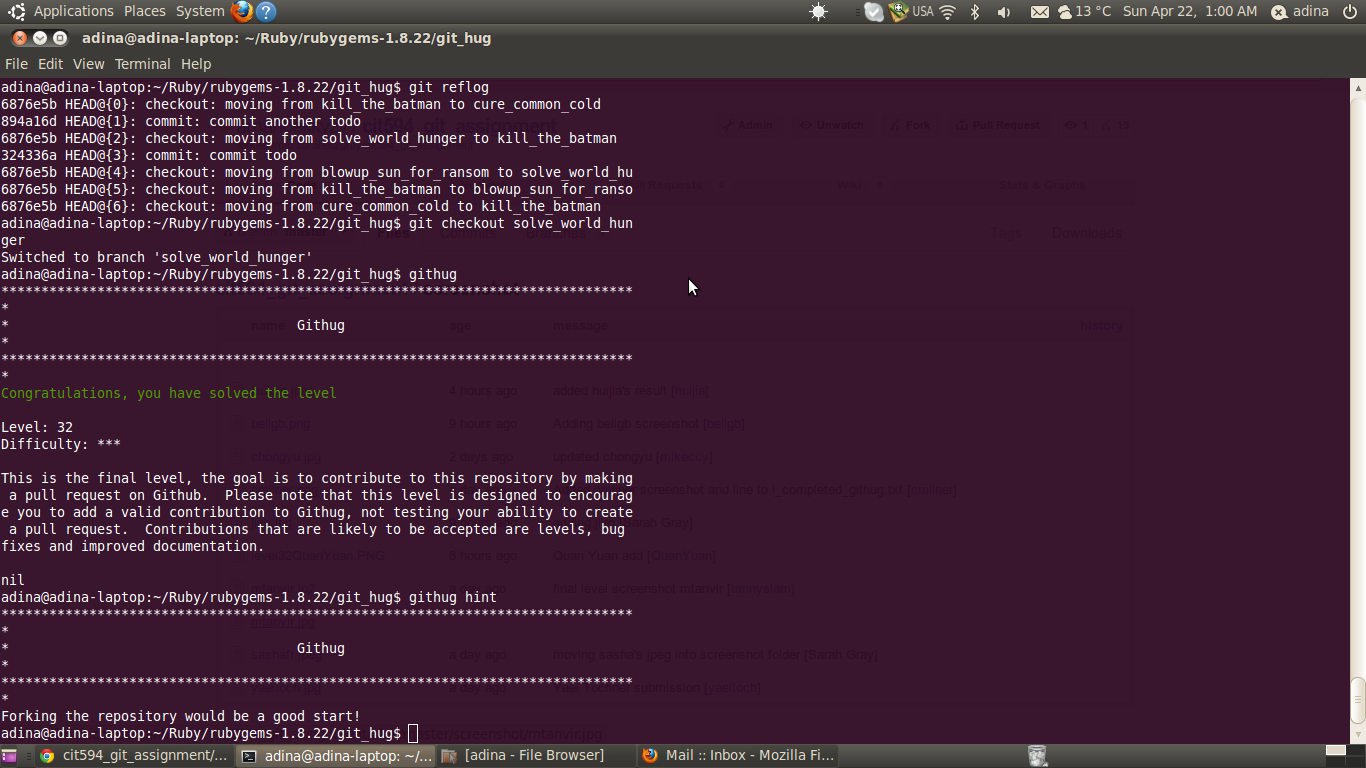 Applications Places System USA 13 °C Sun Apr 22, 1:00 AM adina
adina@adina-laptop: ~/Ruby/rubygems-1.8.22/git_hug
File Edit View Terminal Help
adina@adina-laptop:~/Ruby/rubygems-1.8.22/git_hug$ git reflog
6876e5b HEAD@{0}: checkout: moving from kill_the_batman to cure_common_cold
894a16d HEAD@{1}: commit: commit another todo
6876e5b HEAD@{2}: checkout: moving from solve_world_hunger to kill_the_batman
324336a HEAD@{3}: commit: commit todo
6876e5b HEAD@{4}: checkout: moving from blowup_sun_for_ransom to solve_world_hu
6876e5b HEAD@{5}: checkout: moving from kill_the_batman to blowup_sun_for_ranso
6876e5b HEAD@{6}: checkout: moving from cure_common_cold to kill_the_batman
adina@adina-laptop:~/Ruby/rubygems-1.8.22/git_hug$ git checkout solve_world_hun
ger
Switched to branch 'solve_world_hunger'
adina@adina-laptop:~/Ruby/rubygems-1.8.22/git_hug$ githug
*******************************************************************************
*
* Githug
*
*******************************************************************************
*
Congratulations, you have solved the level
Level: 32
Difficulty: ***
This is the final level, the goal is to contribute to this repository by making
 a pull request on Github.  Please note that this level is designed to encourag
e you to add a valid contribution to Githug, not testing your ability to create
 a pull request.  Contributions that are likely to be accepted are levels, bug
fixes and improved documentation.
nil
adina@adina-laptop:~/Ruby/rubygems-1.8.22/git_hug$ githug hint
*******************************************************************************
*
* Githug
*
*******************************************************************************
*
Forking the repository would be a good start!
adina@adina-laptop:~/Ruby/rubygems-1.8.22/git_hug$
cit594_git_assignment/... adina@adina-laptop: ~/... [adina - File Browser] Mail :: Inbox - Mozilla Fi...